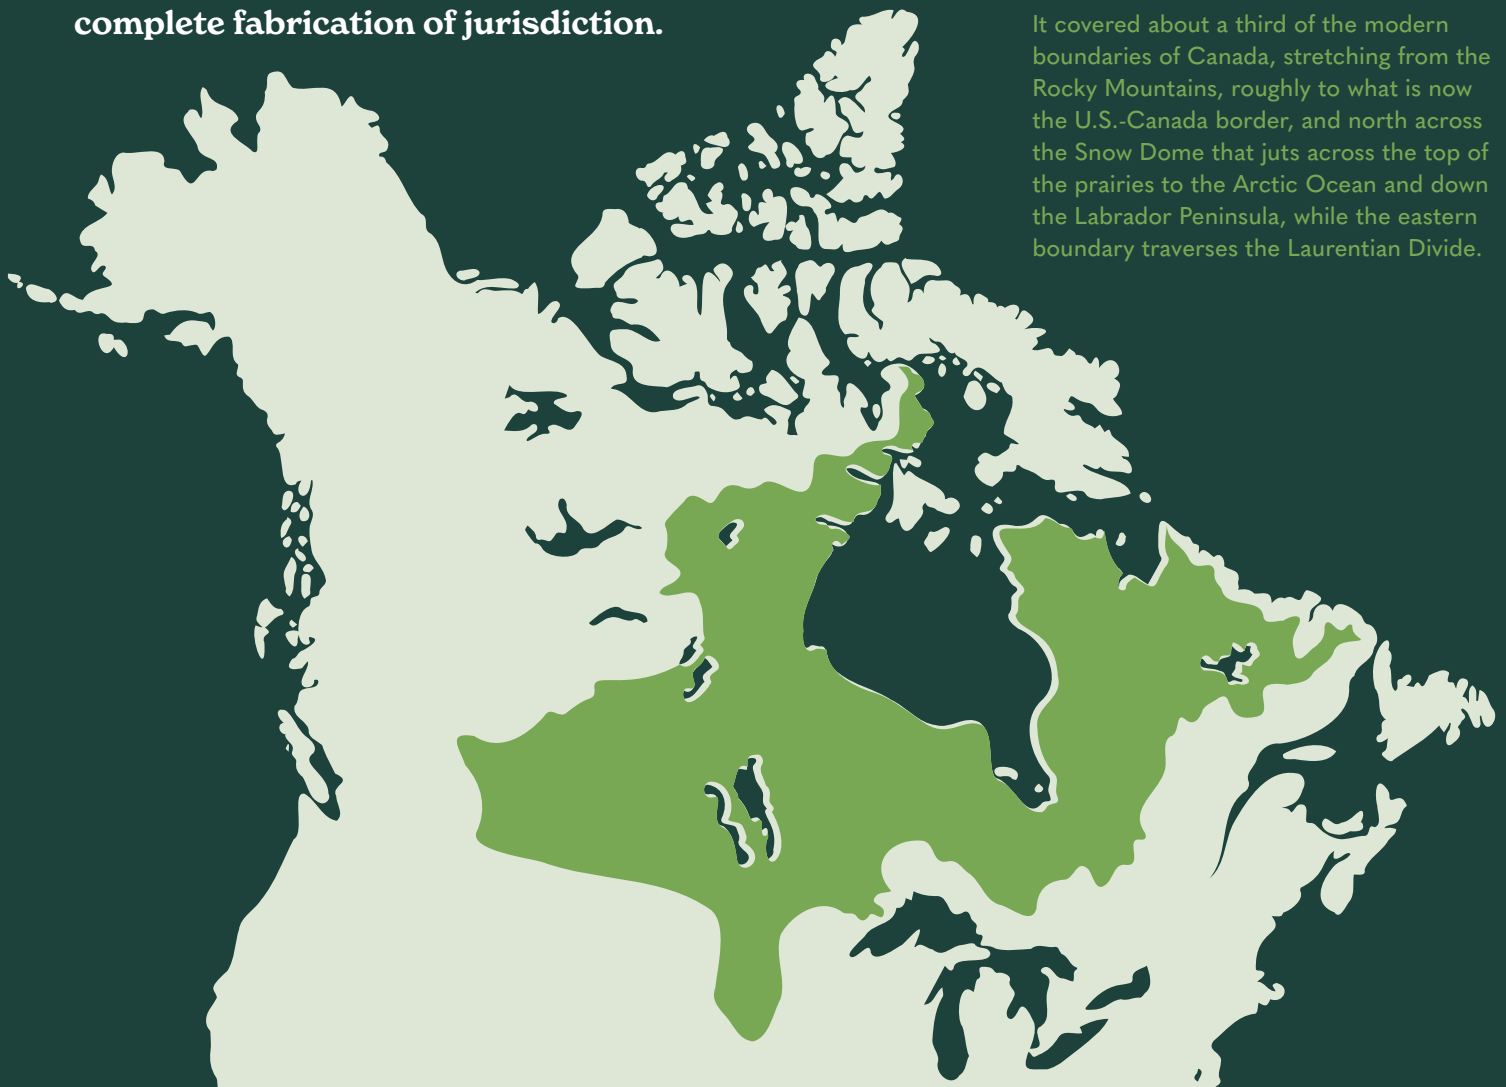 complete fabrication of jurisdiction.
It covered about a third of the modern
boundaries of Canada, stretching from the
Rocky Mountains, roughly to what is now
the U.S.-Canada border, and north across
the Snow Dome that juts across the top of
the prairies to the Arctic Ocean and down
the Labrador Peninsula, while the eastern
boundary traverses the Laurentian Divide.